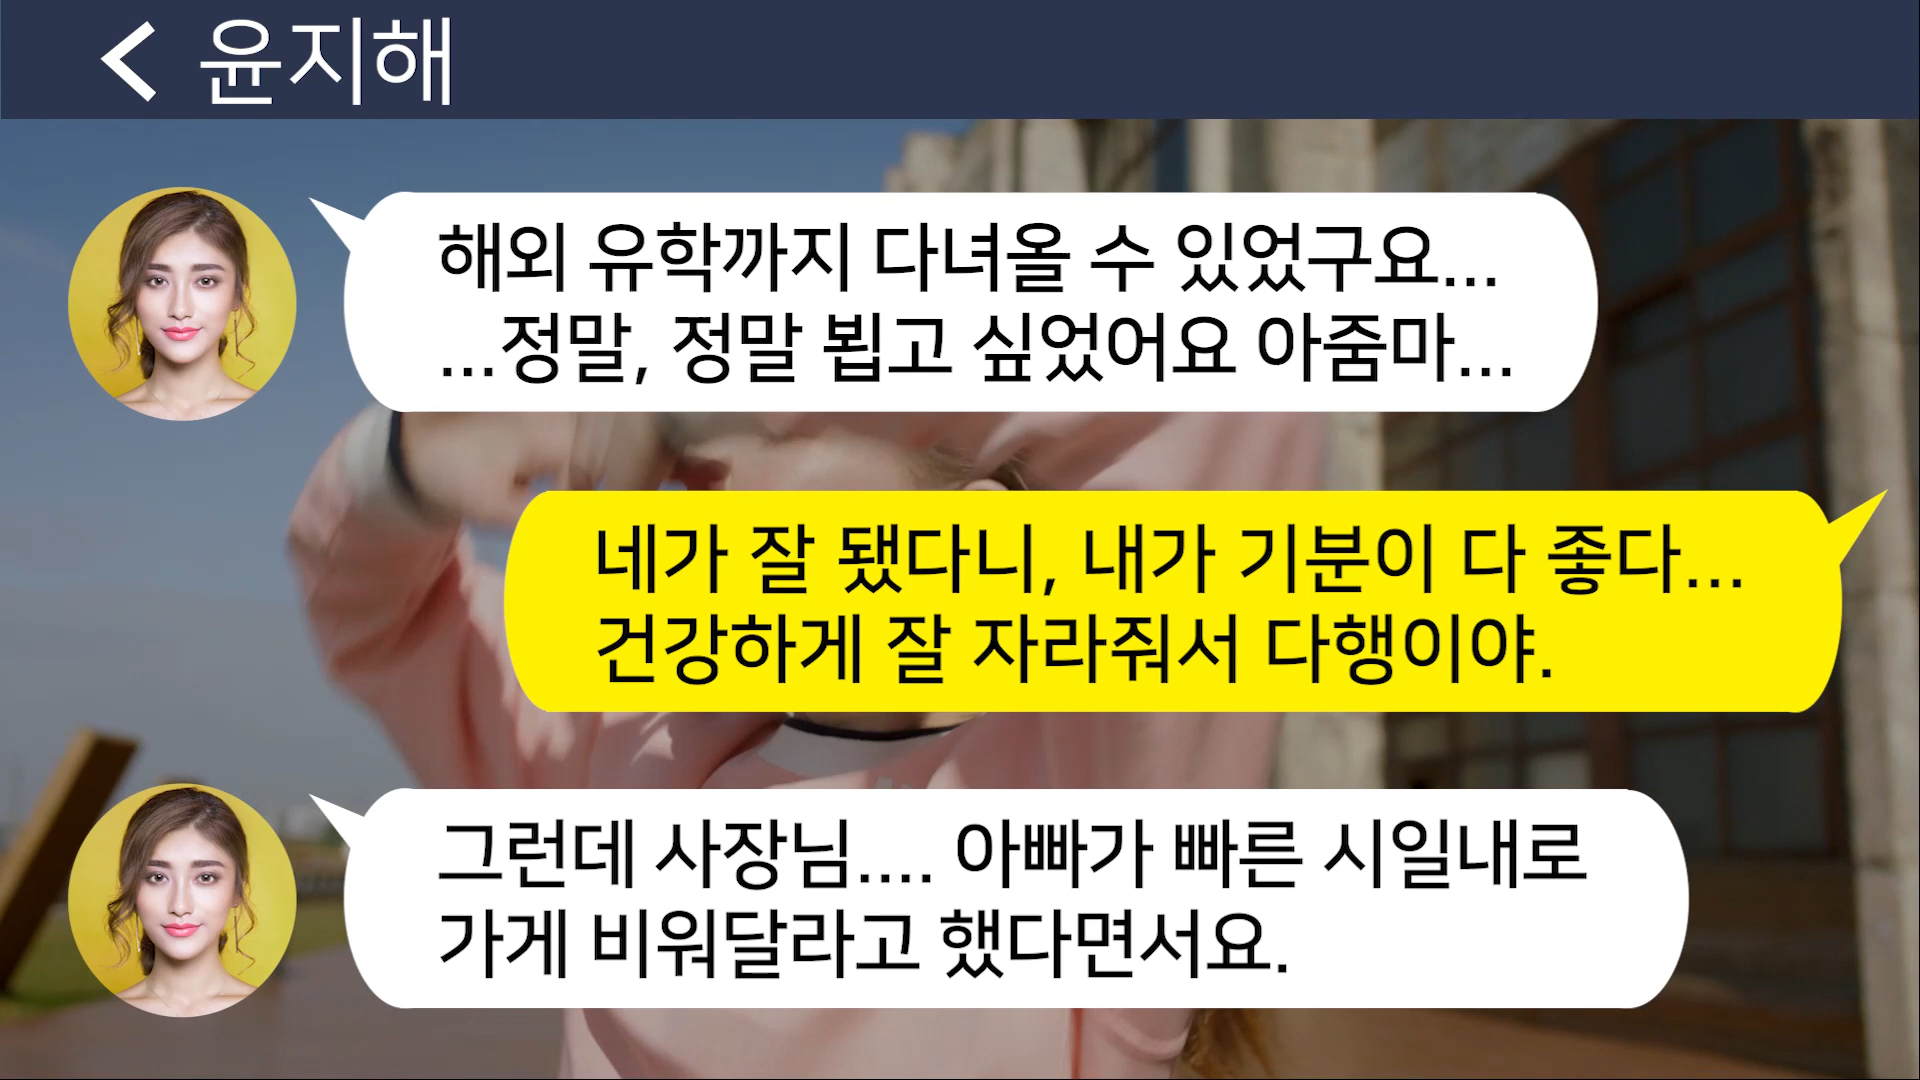 윤지해
해외 유학까지 다녀올 수 있었구요...
...정말, 정말 뵙고 싶었어요 아줌마...
네가 잘 됐다니, 내가 기분이 다 좋다...
건강하게 잘 자라줘서 다행이야.
그런데 사장님.... 아빠가 빠른 시일내로
가게 비워달라고 했다면서요.